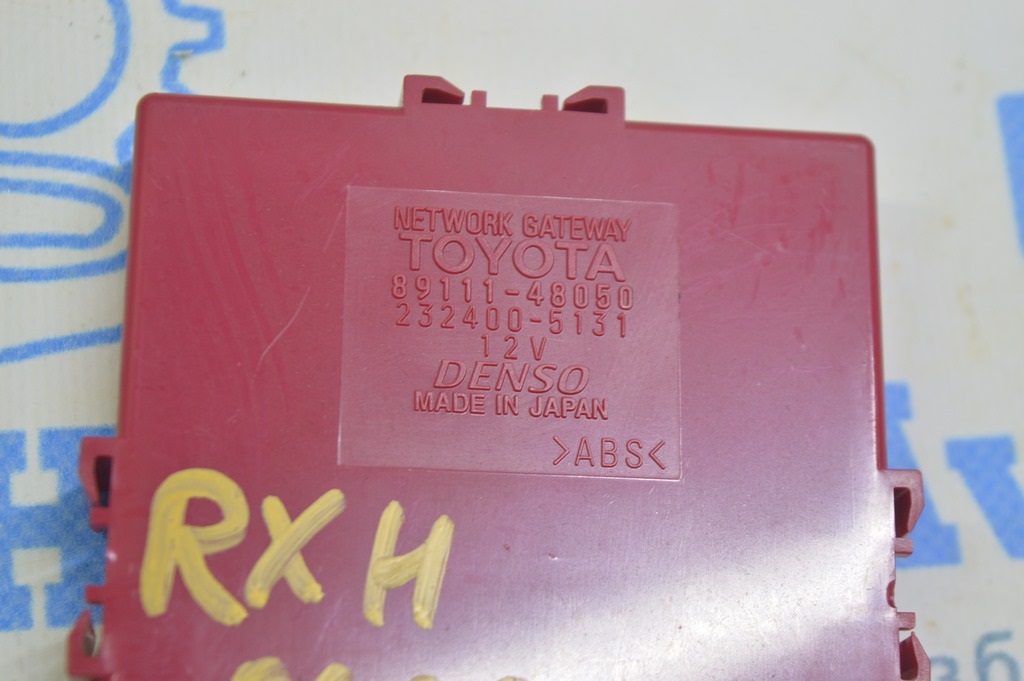 NETWORK GATEWAY
TOYOTA
89111-48050
232400-5131
12V
DENSO
MADE IN JAPAN
>ABS<
RXH